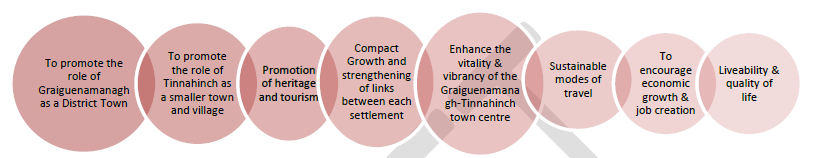 To promote the
role of
Graiguenamanagh
as a District Town
To promote
the role of
Tinnahinch as
a smaller town
and village
Promotion
of heritage
and tourism
Compact
Growth and
strengthening
of links
between each
settlement
Enhance the
vitality &
vibrancy of the
Graiguenamana
gh-Tinnahinch
town centre
Sustainable
modes of
travel
To
encourage
economic
growth &
job creation
Liveability &
quality of
life